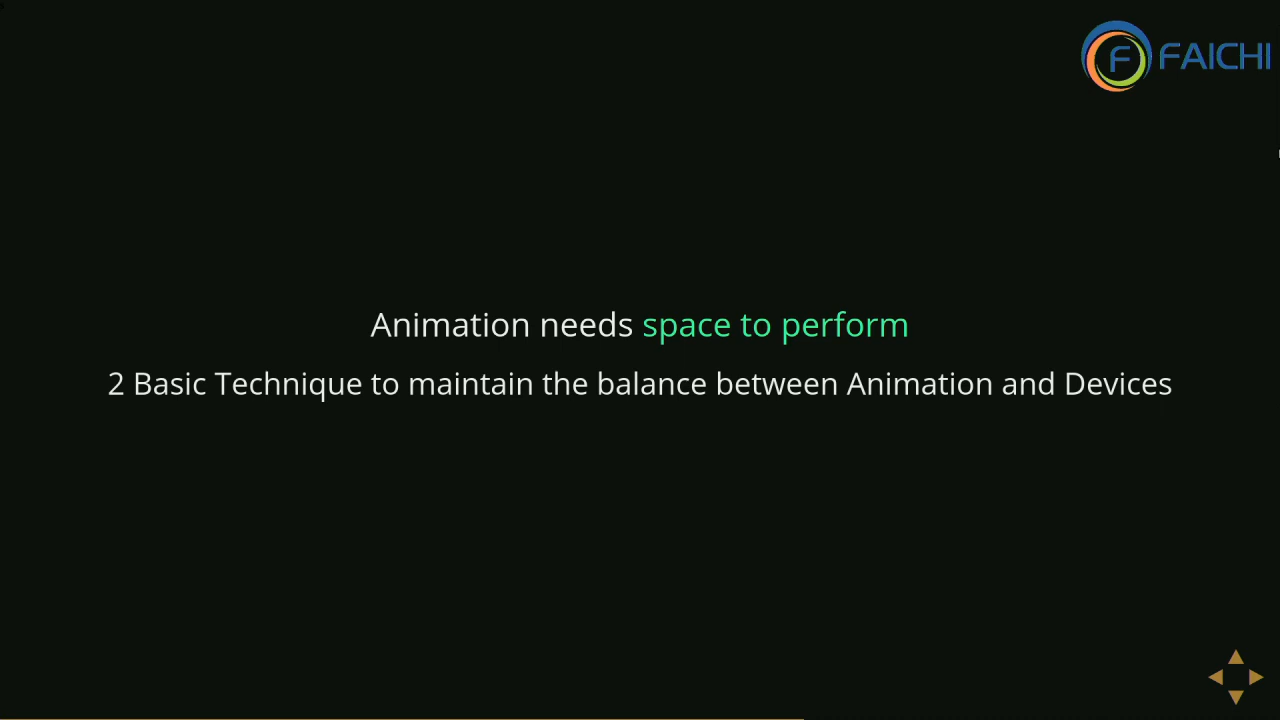 F FAICHI
Animation needs space to perform
2 Basic Technique to maintain the balance between Animation and Devices